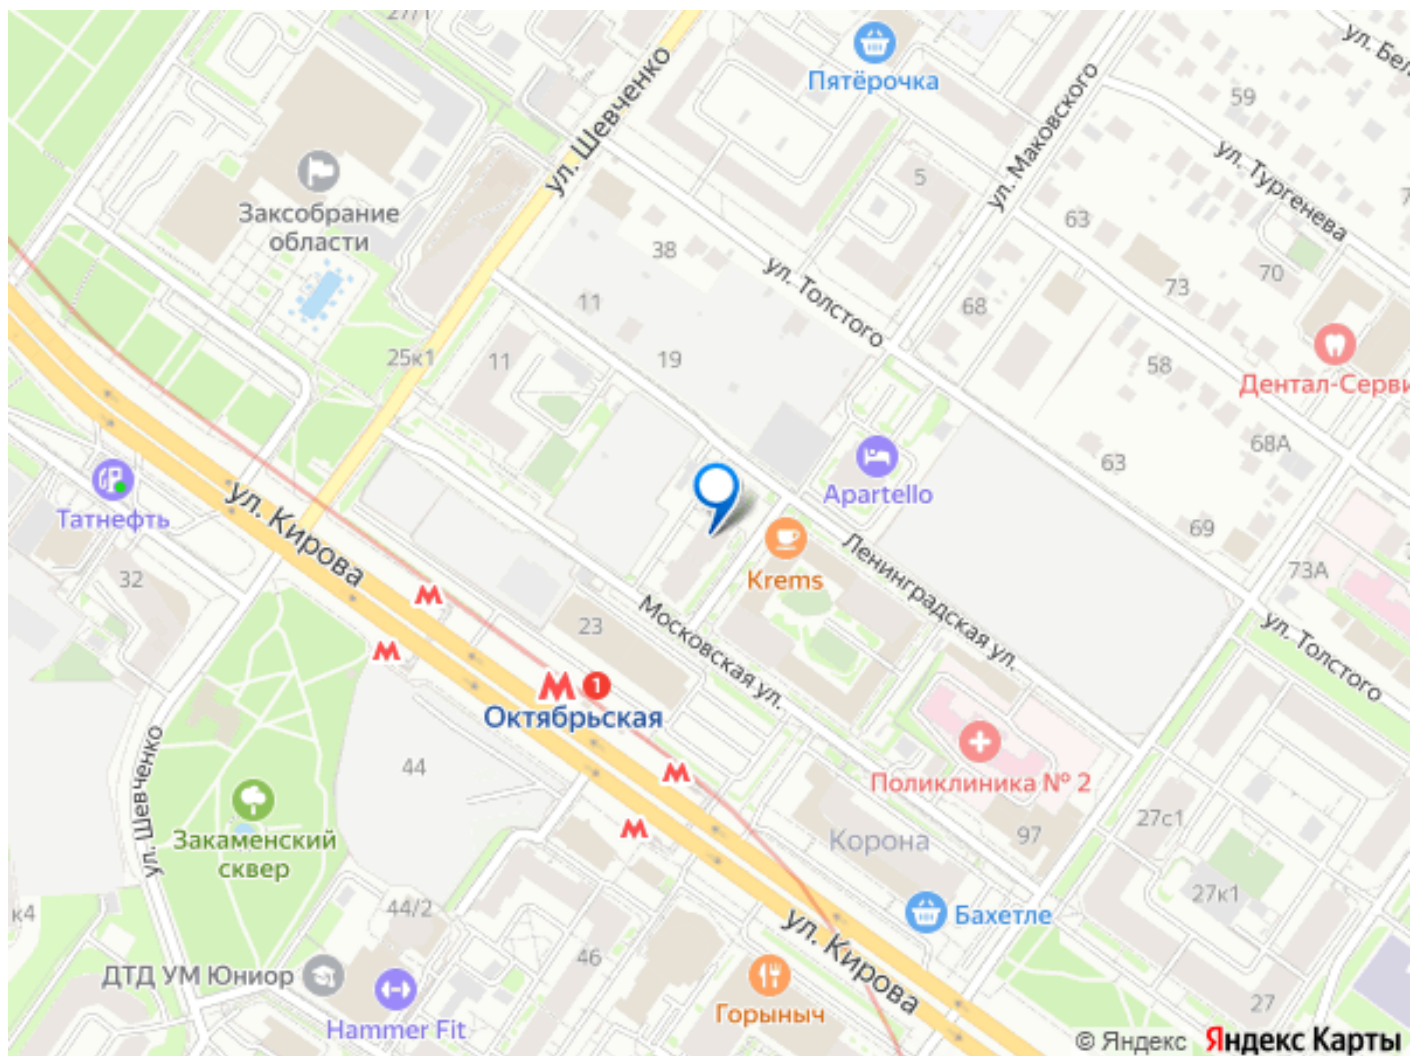 27/1
ул. Шевченко
Пятёрочка
ул. Бел
59
ул. Маковского
ул. Тургенева
5
63
Заксобрание
области
38
ул. Толстого
70
73
68
11
19
25к1
11
58
Дентал-Серви
68А
63
Apartello
Татнефть
ул. Кирова
69
Krems
Ленинградская ул.
73А
32
23
Московская ул.
ул. Толстого
1
Октябрьская
ул. Шевченко
44
Поликлиника № 2
Закаменский
сквер
Корона
97
27с1
к4
44/2
27к1
Бахетле
ул. Кирова
46
ДТД УМ Юниор
Hammer Fit
Горыныч
27
© Яндекс Яндекс Карты